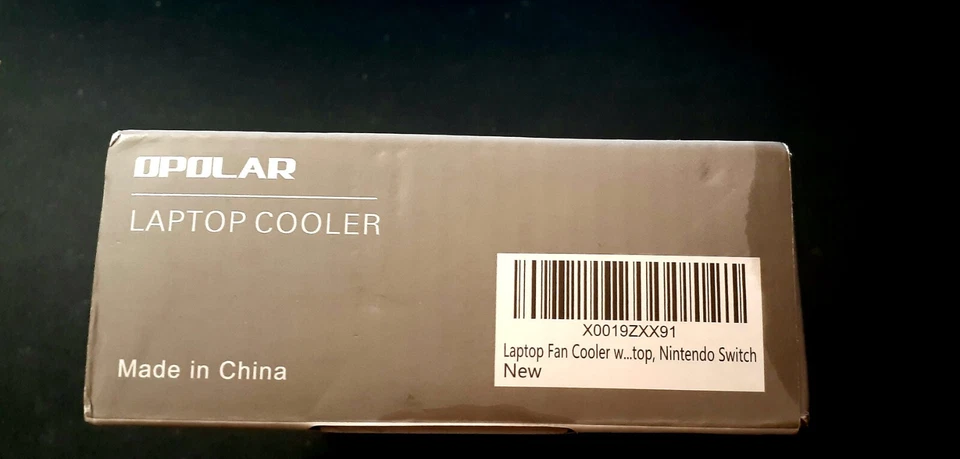 OPOLAR
LAPTOP COOLER
Made in China
X0019ZXX91
Laptop Fan Cooler w...top, Nintendo Switch
New